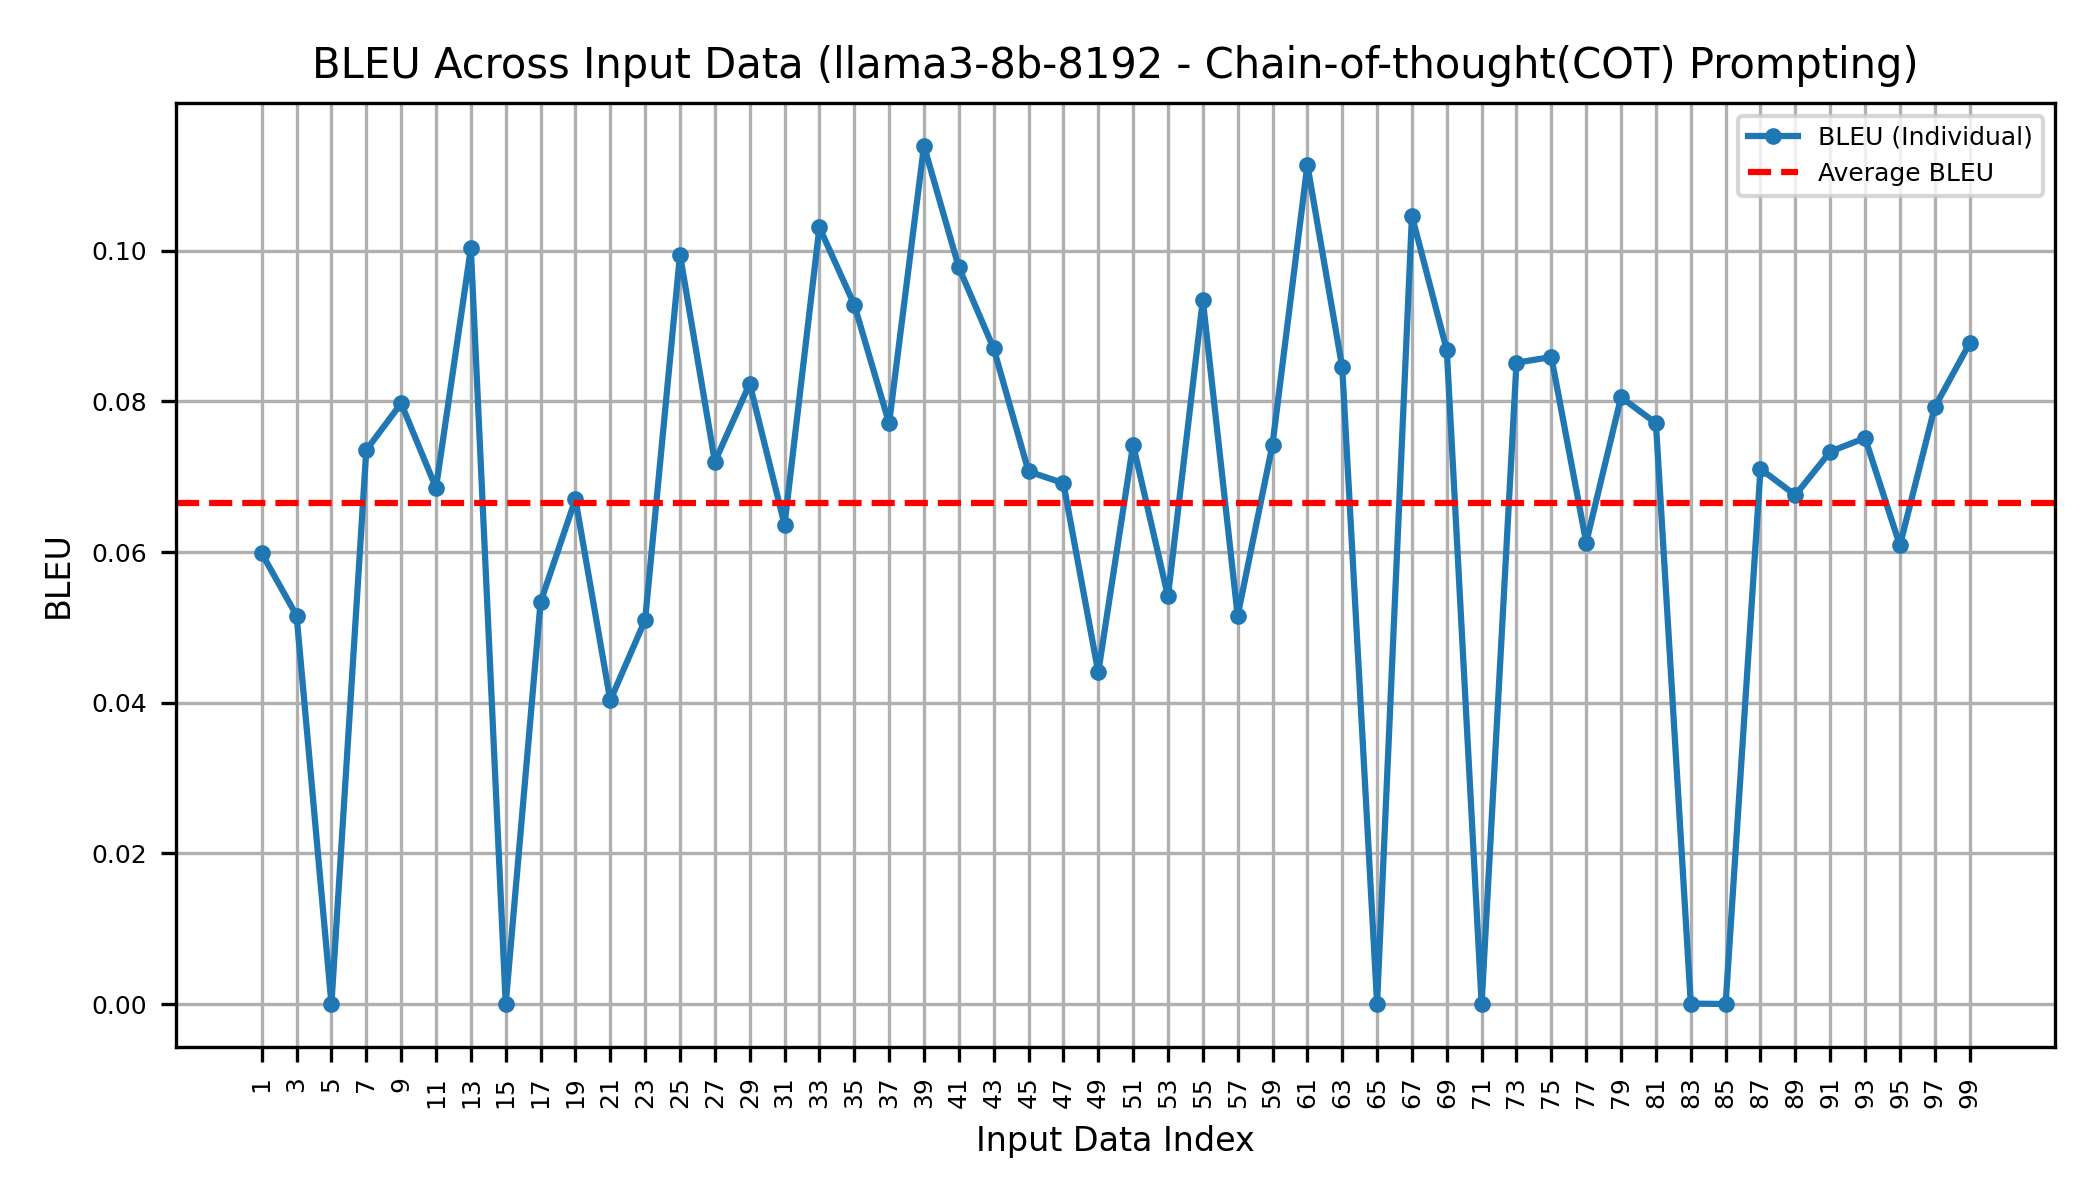 BLEU Across Input Data (llama3-8b-8192 - Chain-of-thought(COT) Prompting)
BLEU (Individual)
Average BLEU
BLEU
0.10
0.08
0.06
0.04
0.02
0.00
1 3 5 7 9 11 13 15 17 19 21 23 25 27 29 31 33 35 37 39 41 43 45 47 49 51 53 55 57 59 61 63 65 67 69 71 73 75 77 79 81 83 85 87 89 91 93 95 97 99
Input Data Index